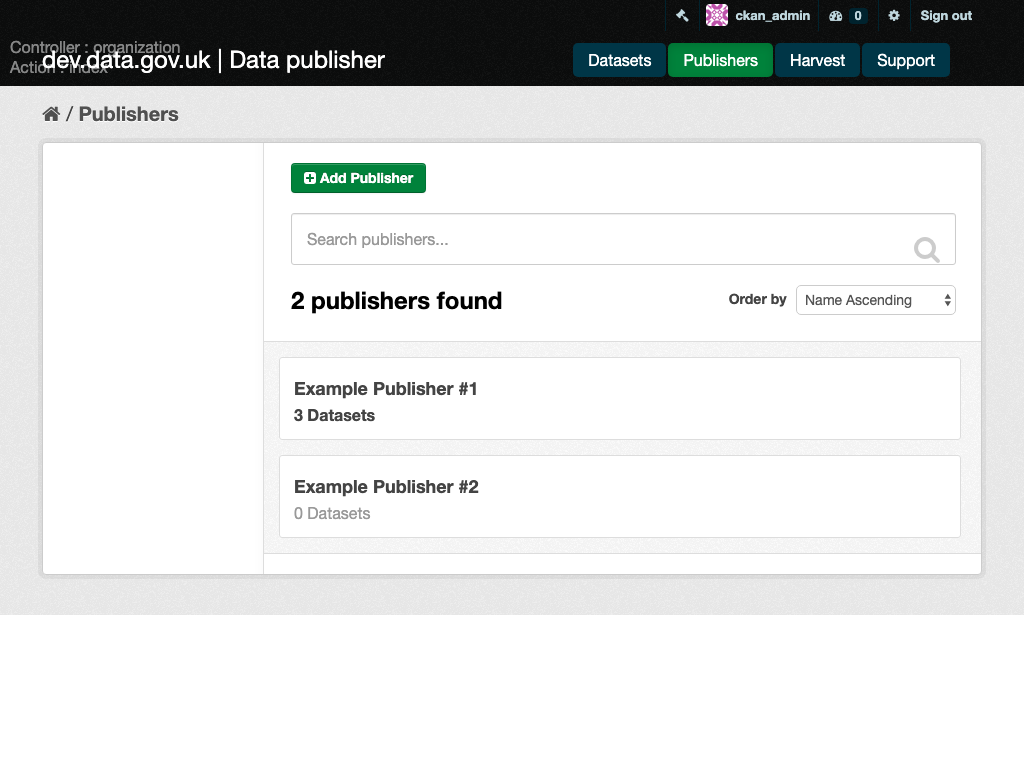 ckan_admin 0 Sign out
Controller : organization
Action : index
dev.data.gov.uk | Data publisher
Datasets Publishers Harvest Support
/ Publishers
Add Publisher
Search publishers...
2 publishers found
Order by Name Ascending
Example Publisher #1
3 Datasets
Example Publisher #2
0 Datasets